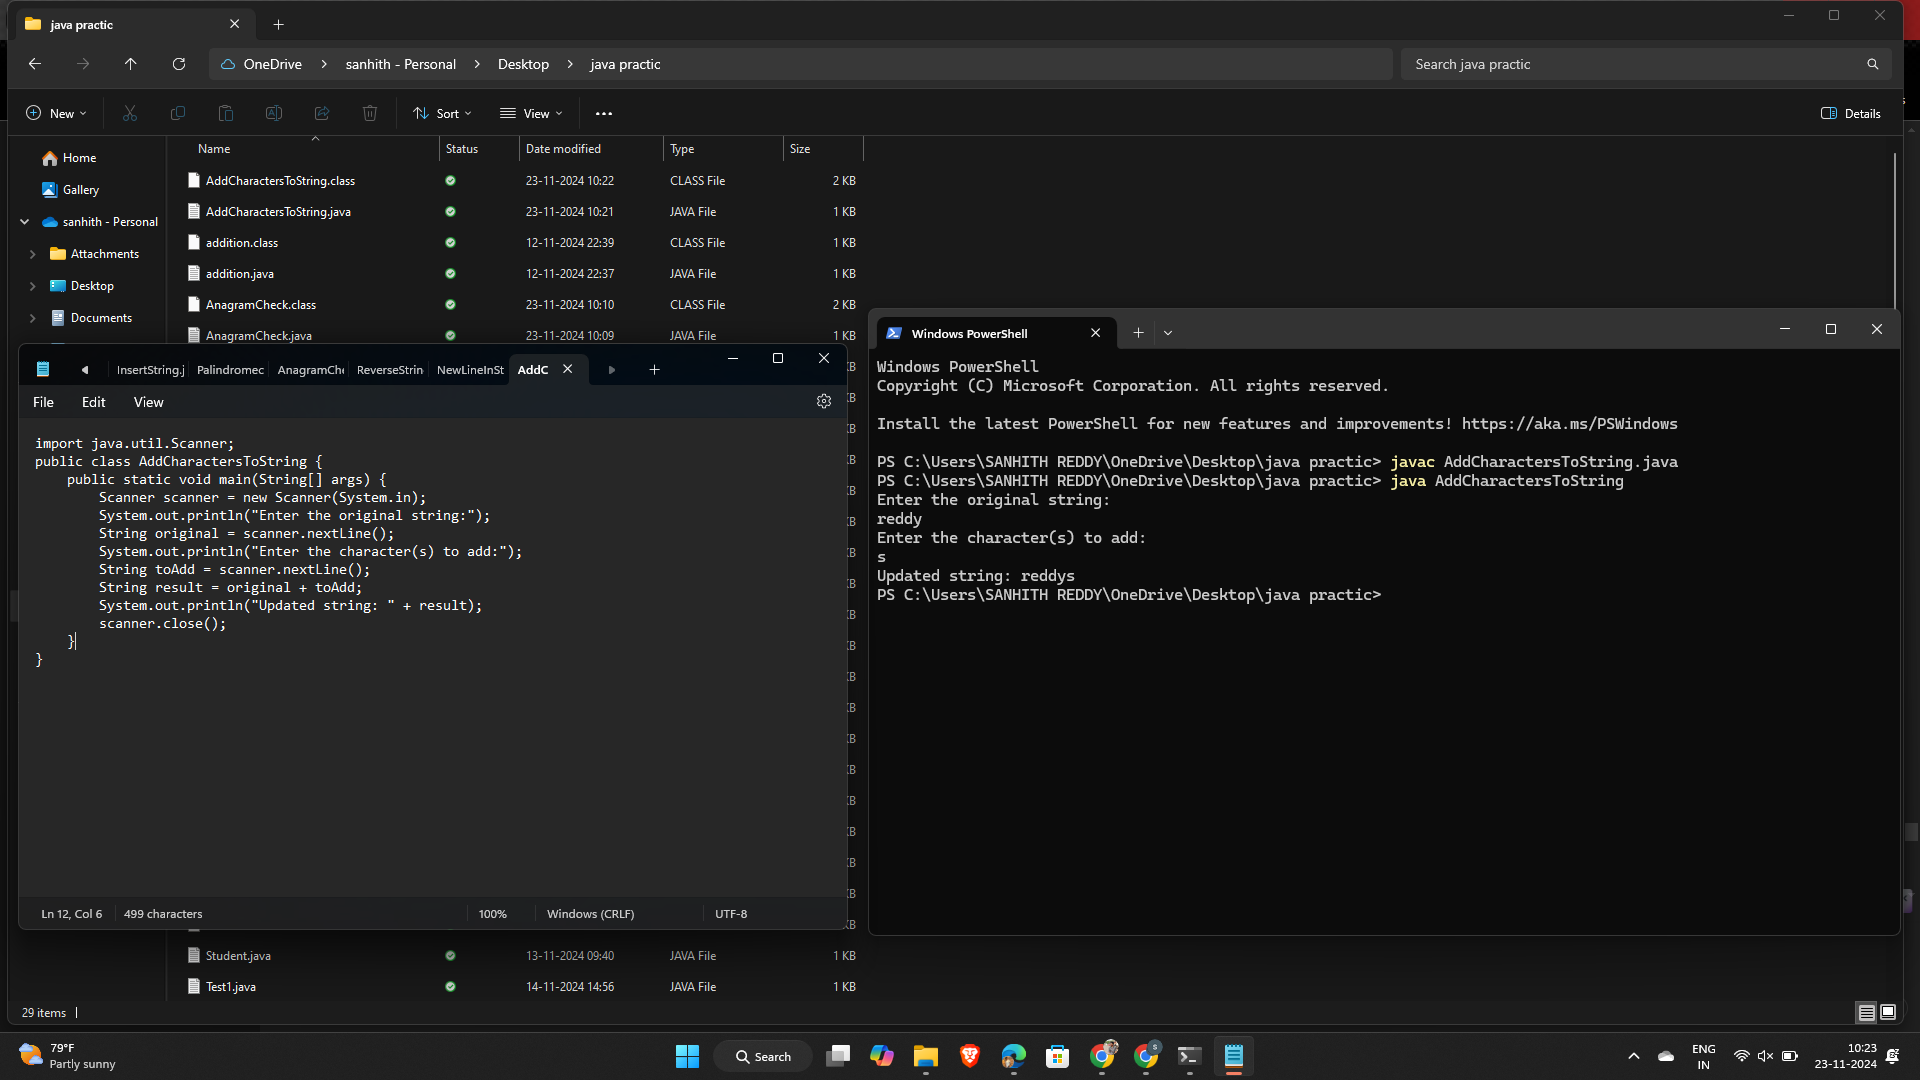 java practic
OneDrive > sanhith - Personal > Desktop > java practic
Search java practic
New
Sort
View
Details
Name Status Date modified Type Size
Home
Gallery
sanhith - Personal
Attachments
Desktop
Documents
AddCharactersToString.class 23-11-2024 10:22 CLASS File 2 KB
AddCharactersToString.java 23-11-2024 10:21 JAVA File 1 KB
addition.class 12-11-2024 22:39 CLASS File 1 KB
addition.java 12-11-2024 22:37 JAVA File 1 KB
AnagramCheck.class 23-11-2024 10:10 CLASS File 2 KB
AnagramCheck.java 23-11-2024 10:09 JAVA File 1 KB
InsertString.j Palindromec AnagramChe ReverseStrin NewLineInSt AddC
File Edit View
import java.util.Scanner;
public class AddCharactersToString {
    public static void main(String[] args) {
        Scanner scanner = new Scanner(System.in);
        System.out.println("Enter the original string:");
        String original = scanner.nextLine();
        System.out.println("Enter the character(s) to add:");
        String toAdd = scanner.nextLine();
        String result = original + toAdd;
        System.out.println("Updated string: " + result);
        scanner.close();
    }
}
Ln 12, Col 6 499 characters 100% Windows (CRLF) UTF-8
Windows PowerShell
Windows PowerShell
Copyright (C) Microsoft Corporation. All rights reserved.
Install the latest PowerShell for new features and improvements! https://aka.ms/PSWindows
PS C:\Users\SANHITH REDDY\OneDrive\Desktop\java practic> javac AddCharactersToString.java
PS C:\Users\SANHITH REDDY\OneDrive\Desktop\java practic> java AddCharactersToString
Enter the original string:
reddy
Enter the character(s) to add:
s
Updated string: reddys
PS C:\Users\SANHITH REDDY\OneDrive\Desktop\java practic>
Student.java 13-11-2024 09:40 JAVA File 1 KB
Test1.java 14-11-2024 14:56 JAVA File 1 KB
29 items
79°F
Partly sunny
Search
ENG
IN
10:23
23-11-2024